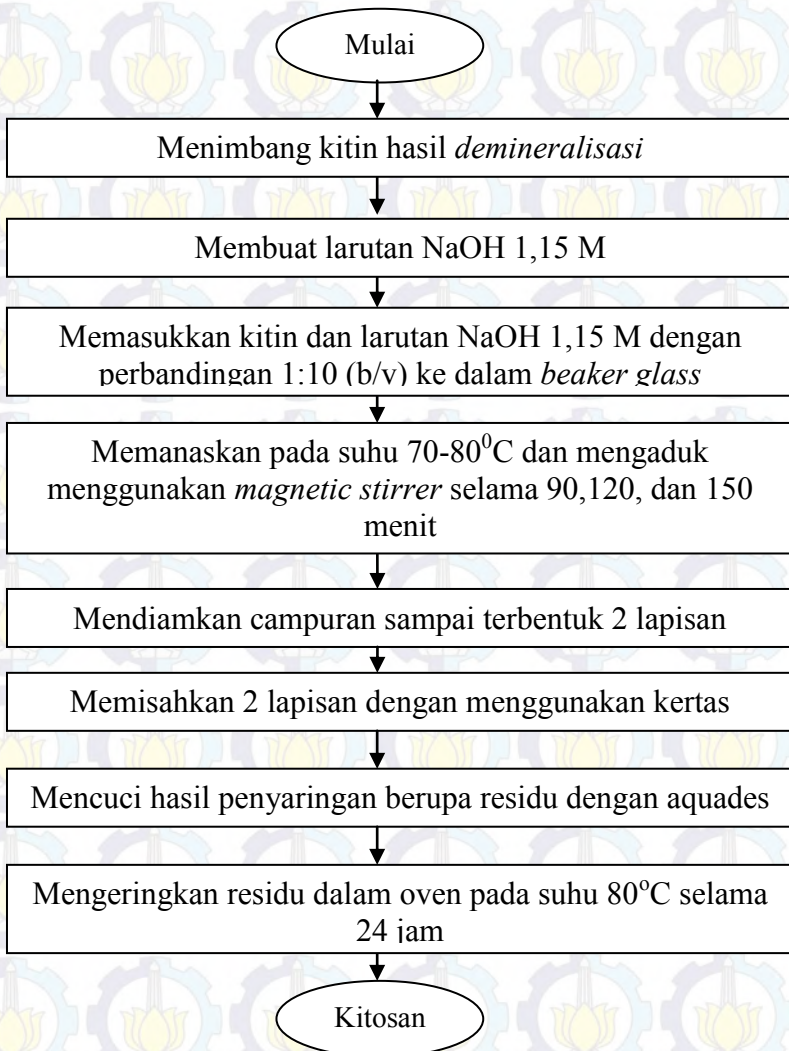 Mulai
Menimbang kitin hasil demineralisasi
Membuat larutan NaOH 1,15 M
Memasukkan kitin dan larutan NaOH 1,15 M dengan
perbandingan 1:10 (b/v) ke dalam beaker glass
Memanaskan pada suhu 70-80⁰C dan mengaduk
menggunakan magnetic stirrer selama 90,120, dan 150
menit
Mendiamkan campuran sampai terbentuk 2 lapisan
Memisahkan 2 lapisan dengan menggunakan kertas
Mencuci hasil penyaringan berupa residu dengan aquades
Mengeringkan residu dalam oven pada suhu 80°C selama
24 jam
Kitosan